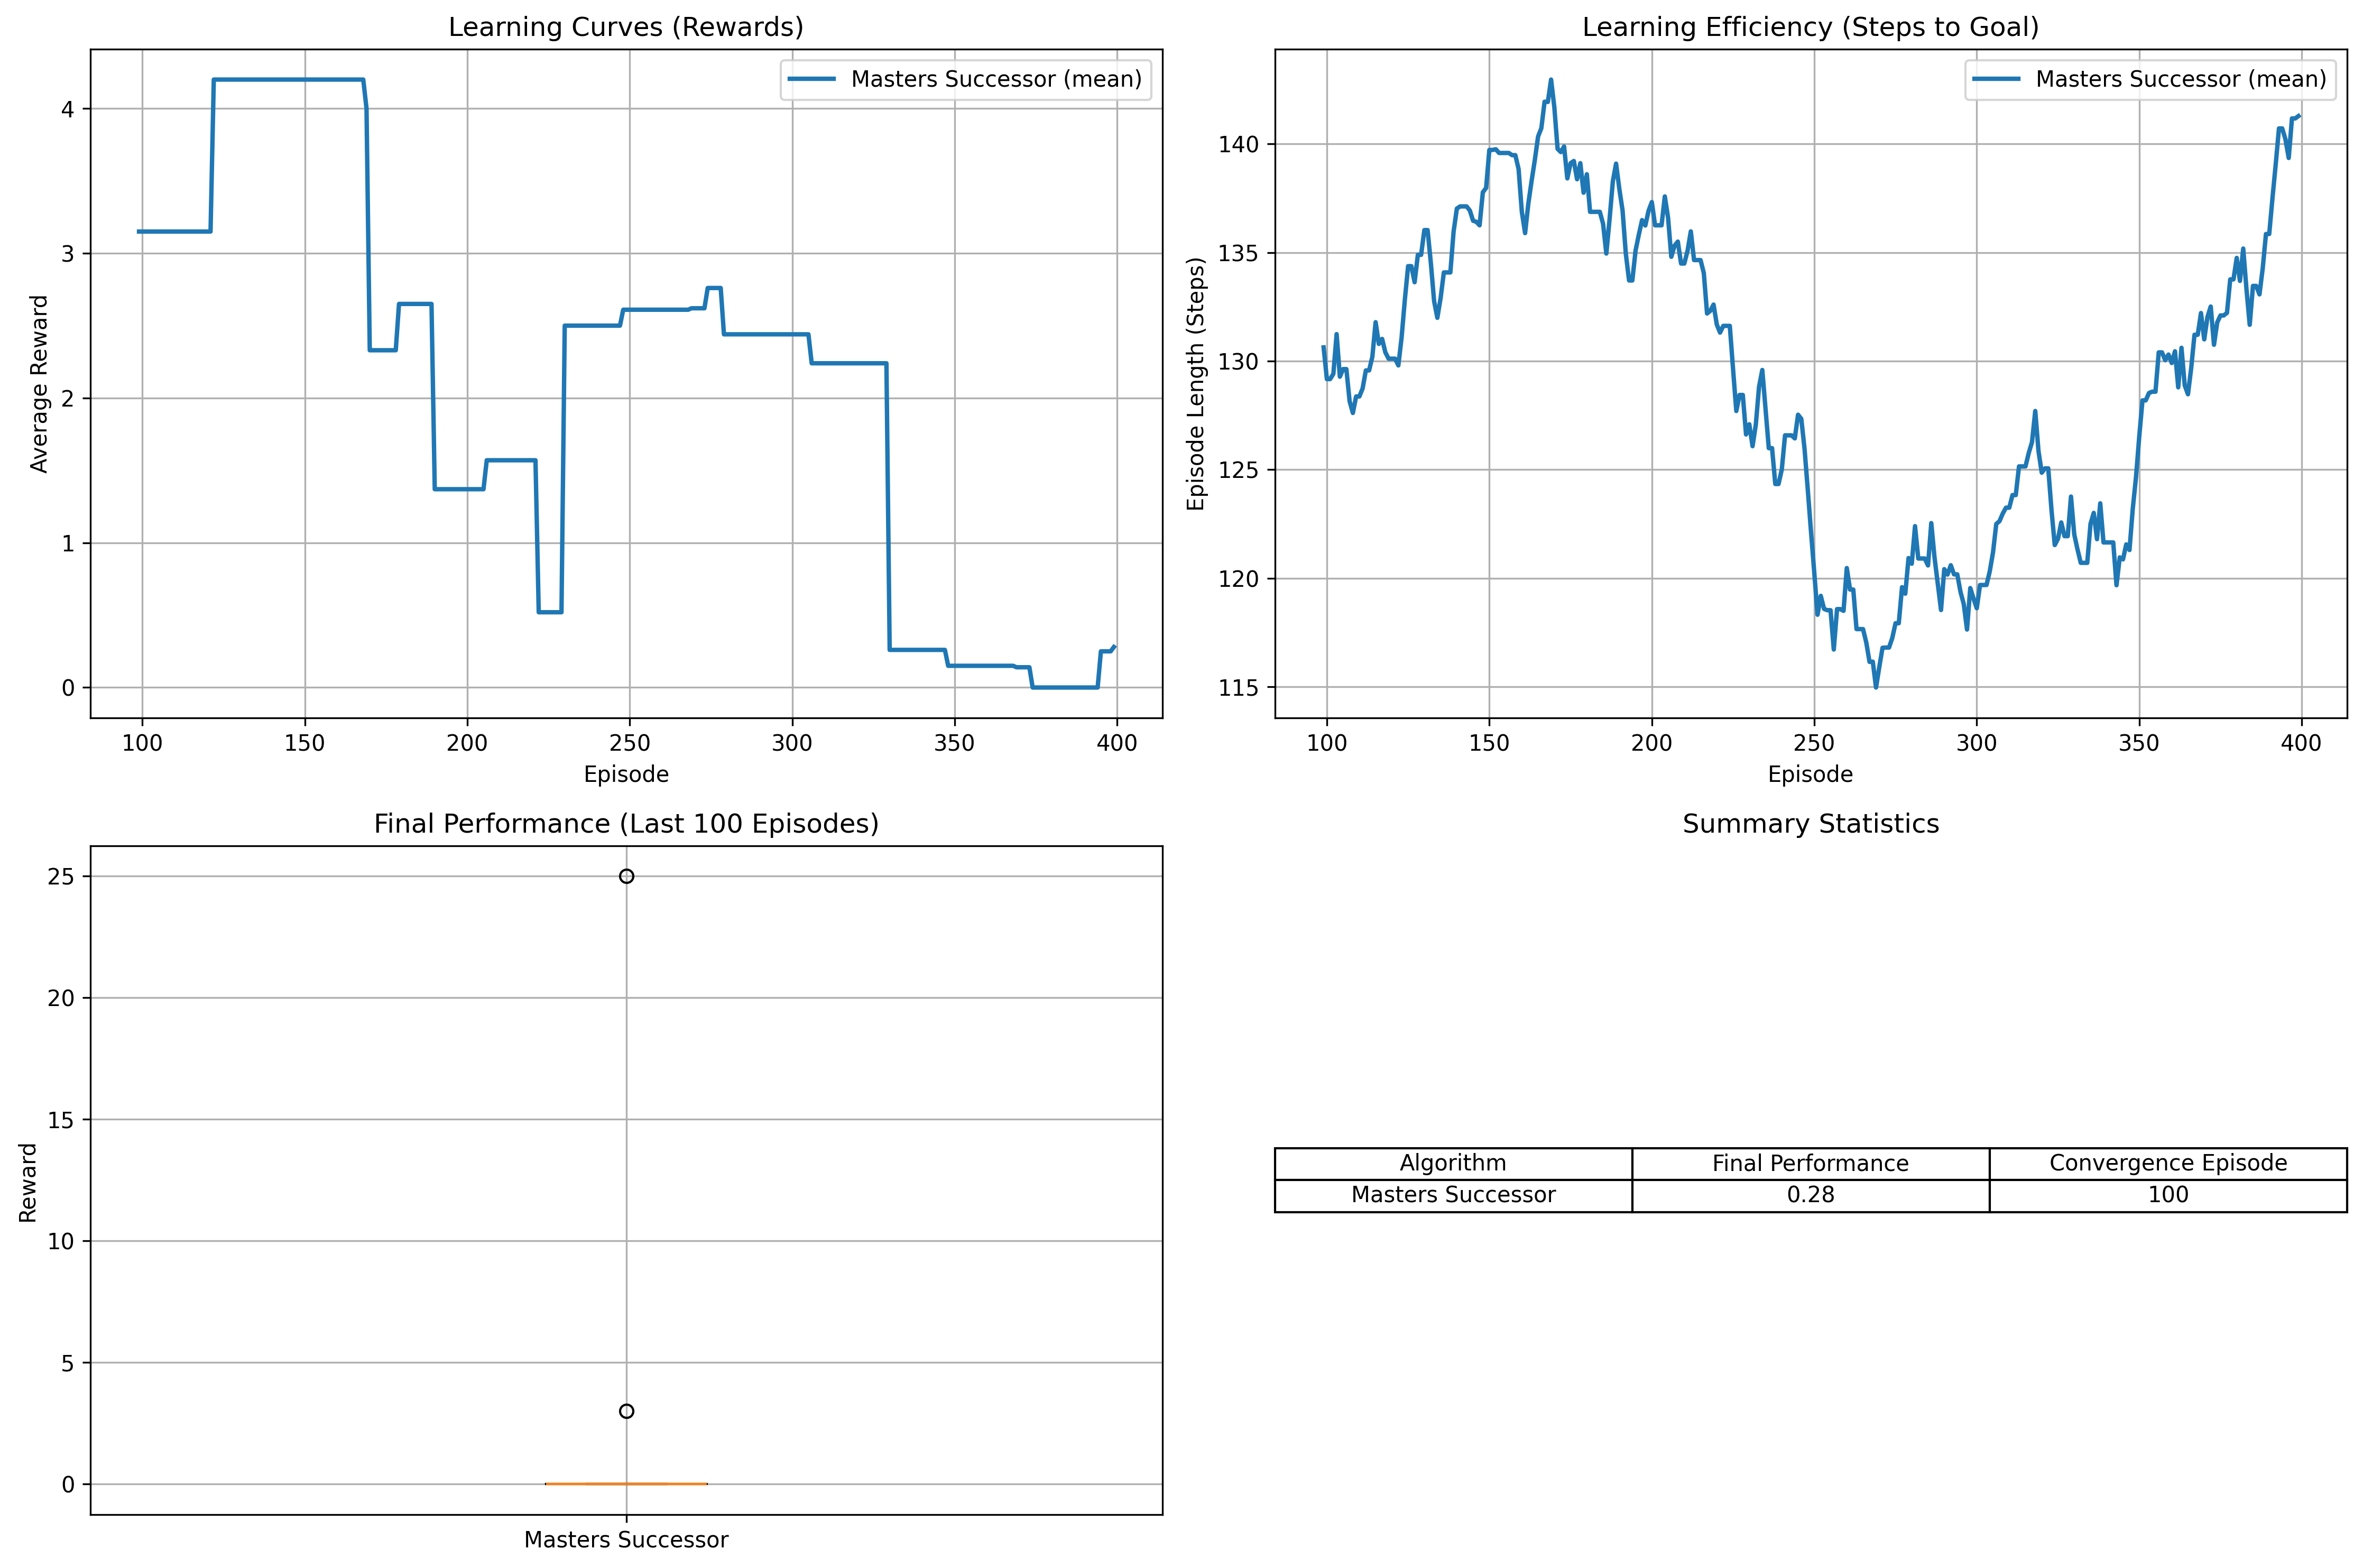 Learning Curves (Rewards)
Masters Successor (mean)
Average Reward
4
3
2
1
0
100 150 200 250 300 350 400
Episode
Learning Efficiency (Steps to Goal)
Masters Successor (mean)
Episode Length (Steps)
140
135
130
125
120
115
100 150 200 250 300 350 400
Episode
Final Performance (Last 100 Episodes)
Reward
25
20
15
10
5
0
Masters Successor
Summary Statistics
Algorithm Final Performance Convergence Episode
Masters Successor 0.28 100